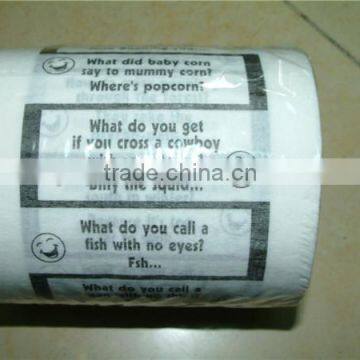 What did baby corn
say to mummy corn?
Where's popcorn?
What do you get
if you cross a cowboy
trade.china.cn
Billy the squid...
What do you call a
fish with no eyes?
Fsh...
What do you call a